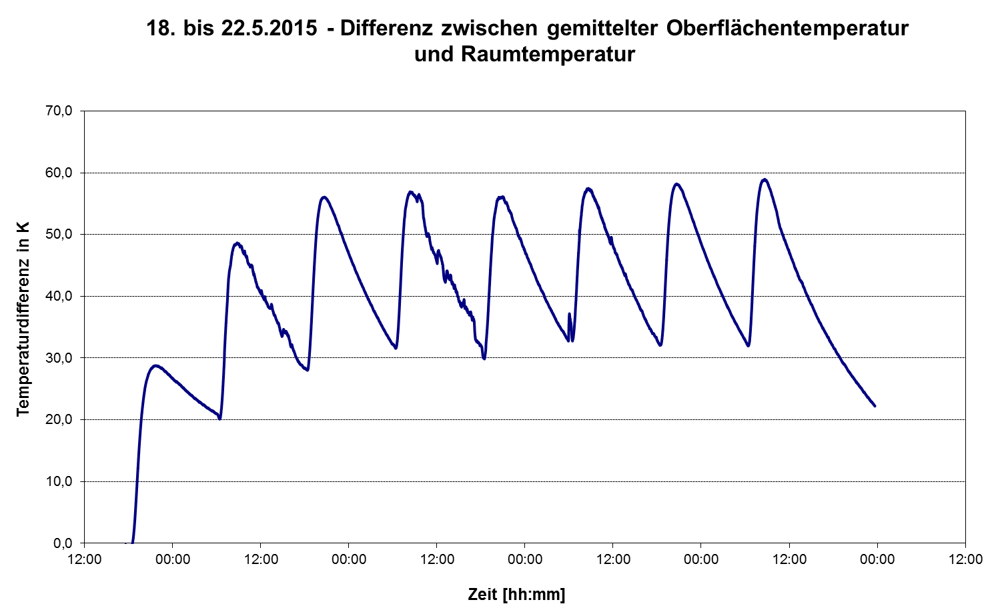 18. bis 22.5.2015 - Differenz zwischen gemittelter Oberflächentemperatur
und Raumtemperatur
Temperaturdifferenz in K
70,0
60,0
50,0
40,0
30,0
20,0
10,0
0,0
12:00 00:00 12:00 00:00 12:00 00:00 12:00 00:00 12:00 00:00 12:00
Zeit [hh:mm]